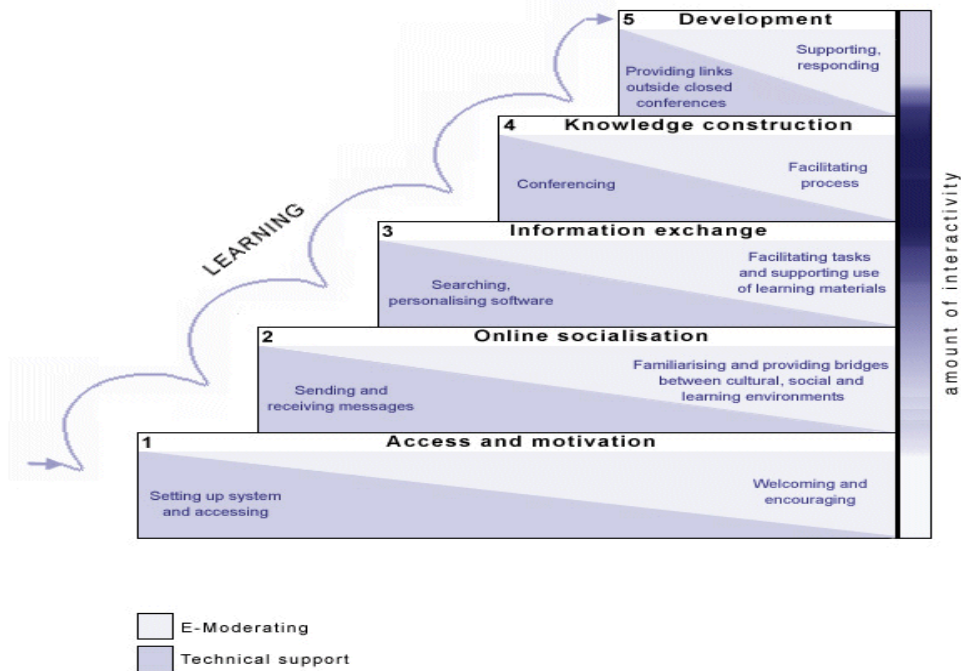 5 Development
Supporting,
responding
Providing links
outside closed
conferences
4 Knowledge construction
Conferencing
Facilitating
process
3 Information exchange
Searching,
personalising software
Facilitating tasks
and supporting use
of learning materials
2 Online socialisation
Sending and
receiving messages
Familiarising and providing bridges
between cultural, social and
learning environments
1 Access and motivation
Setting up system
and accessing
Welcoming and
encouraging
LEARNING
amount of interactivity
E-Moderating
Technical support